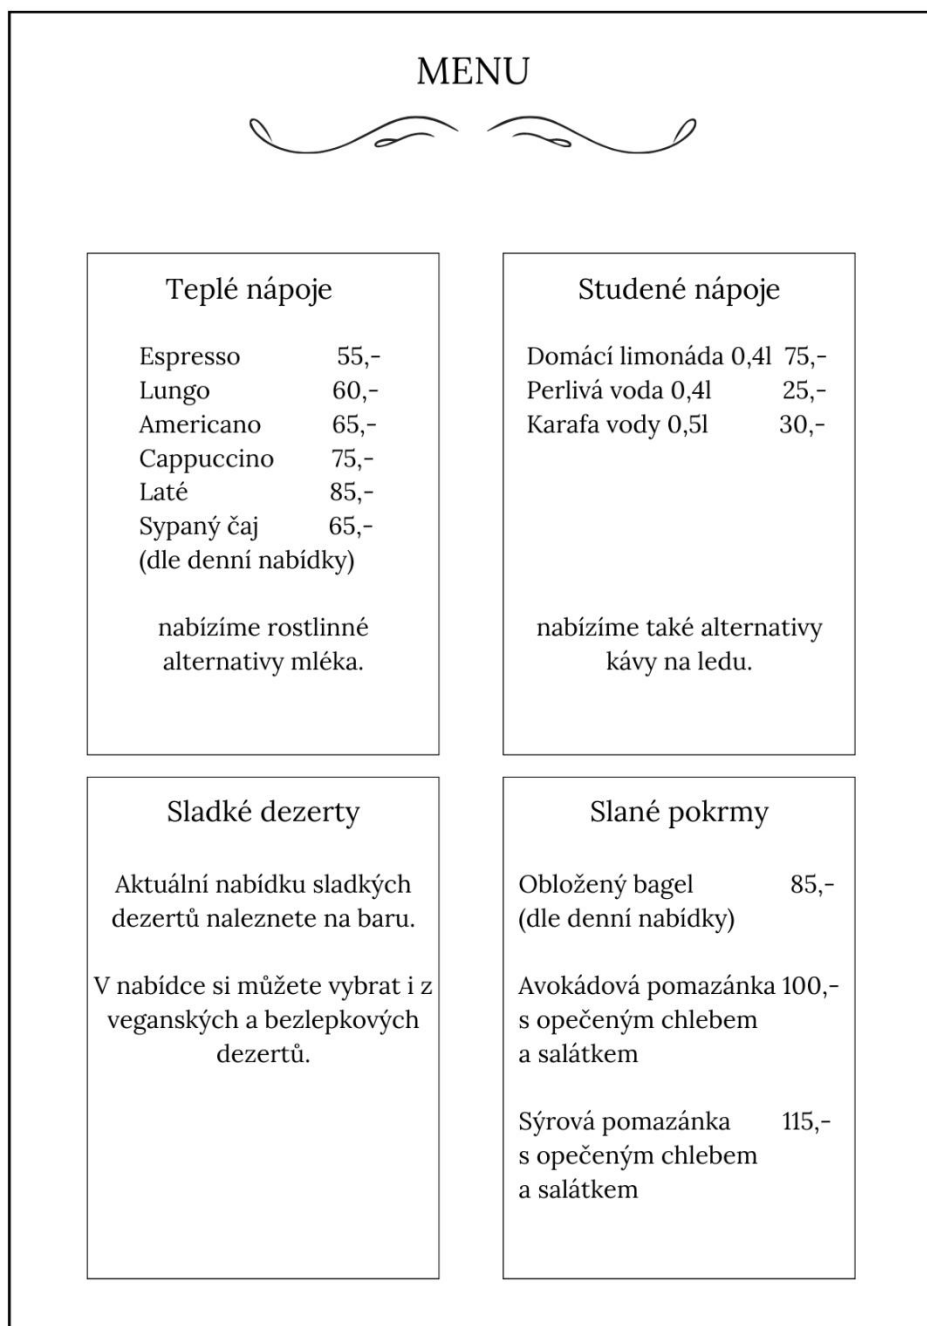 MENU
Teplé nápoje
Espresso 55,-
Lungo 60,-
Americano 65,-
Cappuccino 75,-
Laté 85,-
Sypaný čaj 65,-
(dle denní nabídky)
nabízíme rostlinné
alternativy mléka.
Studené nápoje
Domácí limonáda 0,4l 75,-
Perlivá voda 0,4l 25,-
Karafa vody 0,5l 30,-
nabízíme také alternativy
kávy na ledu.
Sladké dezerty
Aktuální nabídku sladkých
dezertů naleznete na baru.
V nabídce si můžete vybrat i z
veganských a bezlepkových
dezertů.
Slané pokrmy
Obložený bagel 85,-
(dle denní nabídky)
Avokádová pomazánka 100,-
s opečeným chlebem
a salátkem
Sýrová pomazánka 115,-
s opečeným chlebem
a salátkem